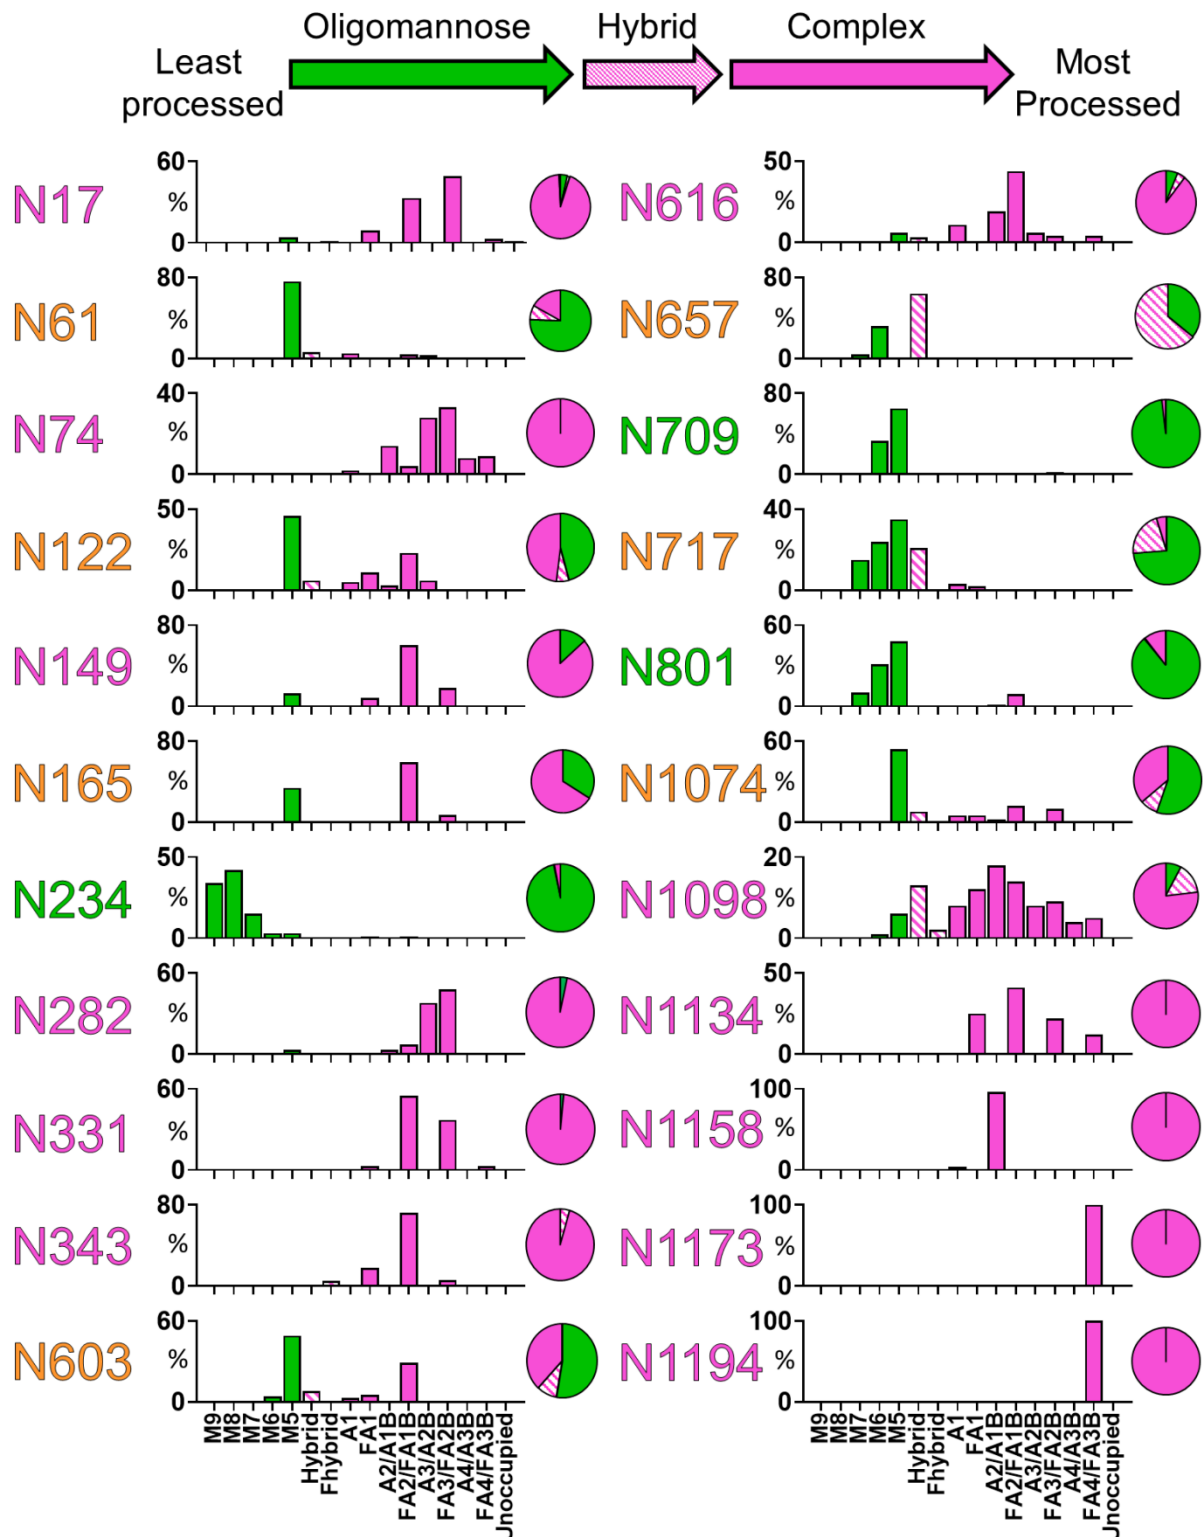 Oligomannose Hybrid Complex
Least processed
Most Processed
N17 60 % 0
N616 50 % 0
N61 80 % 0
N657 80 % 0
N74 40 % 0
N709 80 % 0
N122 50 % 0
N717 40 % 0
N149 60 % 0
N801 60 % 0
N165 80 % 0
N1074 60 % 0
N234 50 % 0
N1098 20 % 0
N282 60 % 0
N1134 50 % 0
N331 60 % 0
N1158 100 % 0
N343 80 % 0
N1173 100 % 0
N603 60 % 0
N1194 100 % 0
M9 M8 M7 M6 M5 Hybrid Fhybrid A1 FA1 A2/A1B FA2/FA1B A3/A2B FA3/FA2B A4/A3B FA4/FA3B Unoccupied
M9 M8 M7 M6 M5 Hybrid Fhybrid A1 FA1 A2/A1B FA2/FA1B A3/A2B FA3/FA2B A4/A3B FA4/FA3B Unoccupied